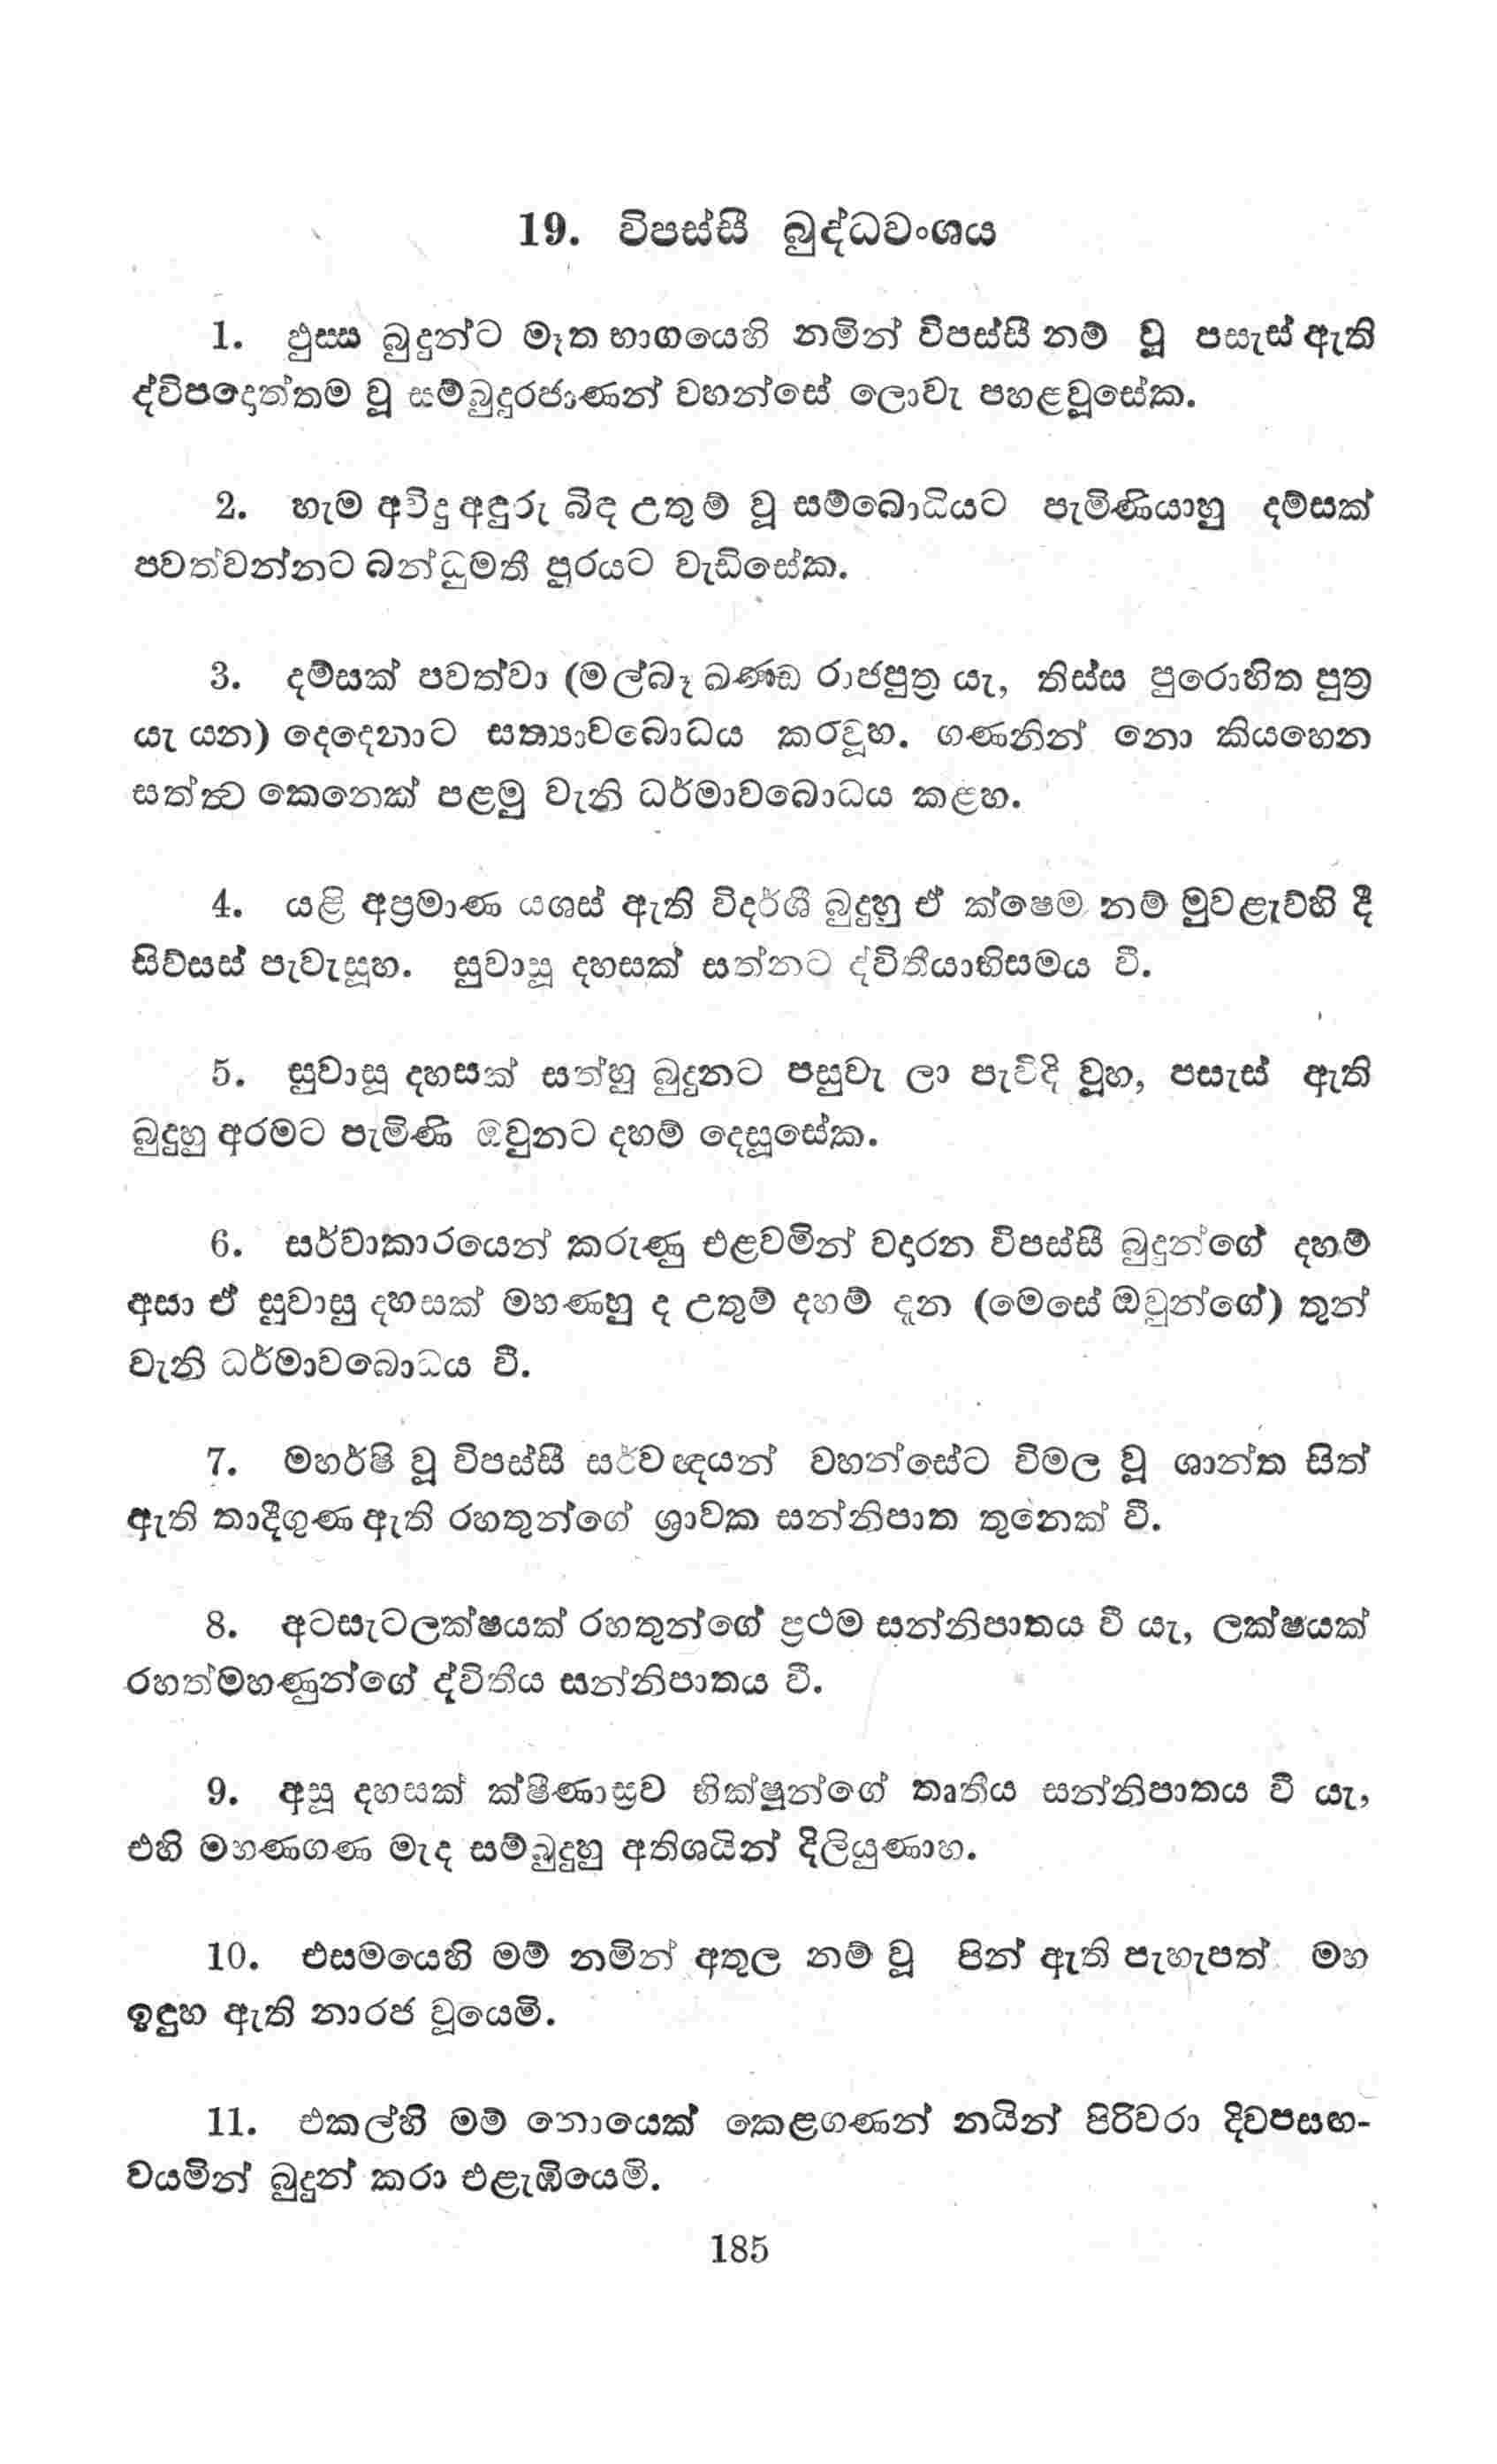 19. විපස්සී බුද්ධවංශය
1. ඵුස්ස බුදුන්ට මෑත භාගයෙහි නමින් විපස්සී නම් වූ පසැස් ඇති
ද්විපදොත්තම වූ සම්බුදුරජාණන් වහන්සේ ලොවැ පහළවූසේක.
2. හැම අවිදු අඳුරු බිඳ උතුම් වූ සම්බොධියට පැමිණියාහු දම්සක්
පවත්වන්නට බන්ධුමතී පුරයට වැඩිසේක.
3. දම්සක් පවත්වා (මල්බෑ ඛණ්ඩ රාජපුත්‍ර යැ, තිස්ස පුරොහිත පුත්‍ර
යැ යන) දෙදෙනාට සත්‍යාවබොධය කරවූහ. ගණනින් නො කියහෙන
සත්ත්‍ව කෙනෙක් පළමු වැනි ධර්මාවබොධය කළහ.
4. යළි අප්‍රමාණ යශස් ඇති විදර්ශී බුදුහු ඒ ක්ෂෙම නම් මුවළැව්හි දී
සිව්සස් පැවැසූහ. සුවාසූ දහසක් සත්නට ද්විතීයාභිසමය වී.
5. සුවාසූ දහසක් සත්හු බුදුනට පසුවැ ලා පැවිදි වූහ, පසැස් ඇති
බුදුහු අරමට පැමිණි ඔවුනට දහම් දෙසූසේක.
6. සර්වාකාරයෙන් කරුණු එළවමින් වදාරන විපස්සී බුදුන්ගේ දහම්
අසා ඒ සුවාසු දහසක් මහණහු ද උතුම් දහම් දැන (මෙසේ ඔවුන්ගේ) තුන්
වැනි ධර්මාවබොධය වී.
7. මහර්ෂි වූ විපස්සී සර්වඥයන් වහන්සේට විමල වූ ශාන්ත සිත්
ඇති තාදීගුණ ඇති රහතුන්ගේ ශ්‍රාවක සන්නිපාත තුනෙක් වී.
8. අටසැටලක්ෂයක් රහතුන්ගේ ප්‍රථම සන්නිපාතය වී යැ, ලක්ෂයක්
රහත්මහණුන්ගේ ද්විතීය සන්නිපාතය වී.
9. අසූ දහසක් ක්ෂීණාස්‍රව භික්ෂූන්ගේ තෘතීය සන්නිපාතය වී යැ,
එහි මහණගණ මැද සම්බුදුහු අතිශයින් දිලියුණාහ.
10. එසමයෙහි මම් නමින් අතුල නම් වූ පින් ඇති පැහැපත් මහ
ඉඳුහ ඇති නාරජ වූයෙමි.
11. එකල්හි මම් නොයෙක් කෙළගණන් නයින් පිරිවරා දිවපසඟ-
වයමින් බුදුන් කරා එළැඹියෙමි.
185